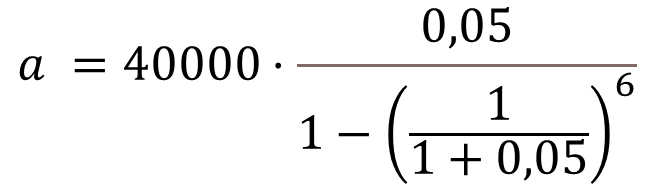 a = 40000 · 0,05
1 − (1 / 1 + 0,05)^6